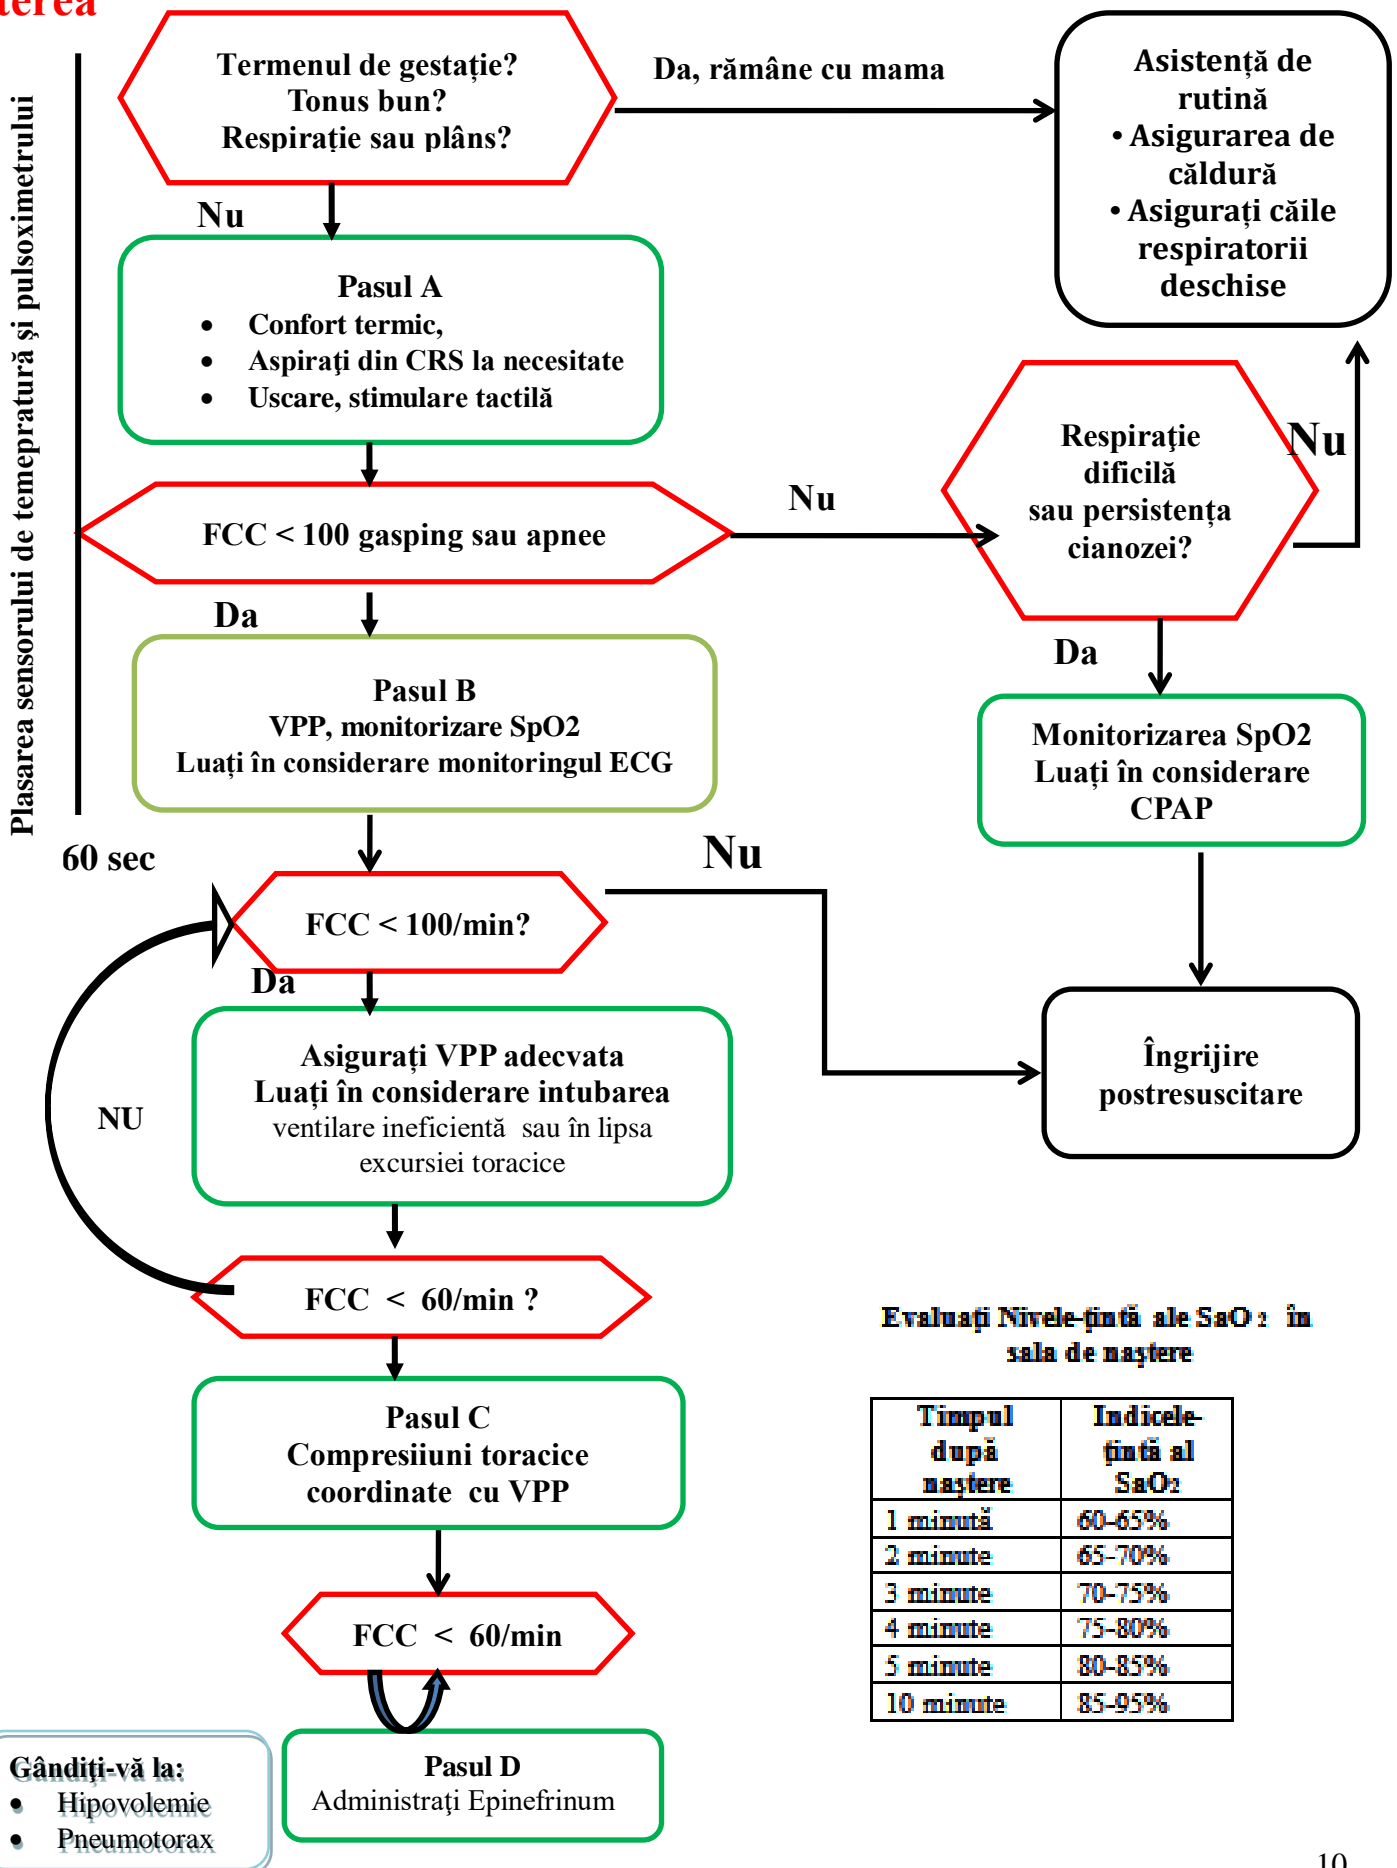 Termenul de gestație?
Tonus bun?
Respirație sau plâns?
Da, rămâne cu mama
Asistență de
rutină
• Asigurarea de
căldură
• Asigurați căile
respiratorii
deschise
Plasarea sensorului de temepratură şi pulsoximetrului
Nu
Pasul A
• Confort termic,
• Aspiraţi din CRS la necesitate
• Uscare, stimulare tactilă
Respiraţie
dificilă
sau persistența
cianozei?
Nu
Nu
FCC < 100 gasping sau apnee
Da
Da
Pasul B
VPP, monitorizare SpO2
Luați în considerare monitoringul ECG
Monitorizarea SpO2
Luați în considerare
CPAP
60 sec
Nu
FCC < 100/min?
Da
Asigurați VPP adecvata
Luați în considerare intubarea
ventilare ineficientă sau în lipsa
excursiei toracice
Îngrijire
postresuscitare
NU
FCC < 60/min ?
Evaluați Nivele-țintă ale SaO2 în
sala de naștere
Pasul C
Compresiiuni toracice
coordinate cu VPP
Timpul după naștere Indicele-țintă al SaO2
1 minută 60-65%
2 minute 65-70%
3 minute 70-75%
4 minute 75-80%
5 minute 80-85%
10 minute 85-95%
FCC < 60/min
Pasul D
Administraţi Epinefrinum
Gândiţi-vă la:
• Hipovolemie
• Pneumotorax
10